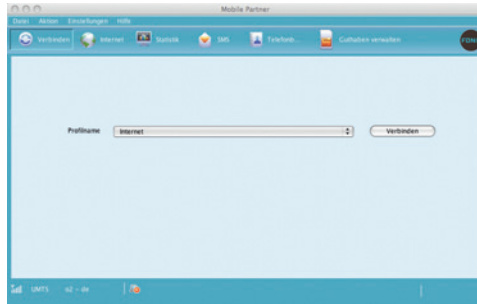 Mobile Partner
Datei Aktion Einstellungen Hilfe
Verbinden Internet Statistik SMS Telefonb... Guthaben verwalten FONI
Profilname Internet Verbinden
UMTS o2 - de